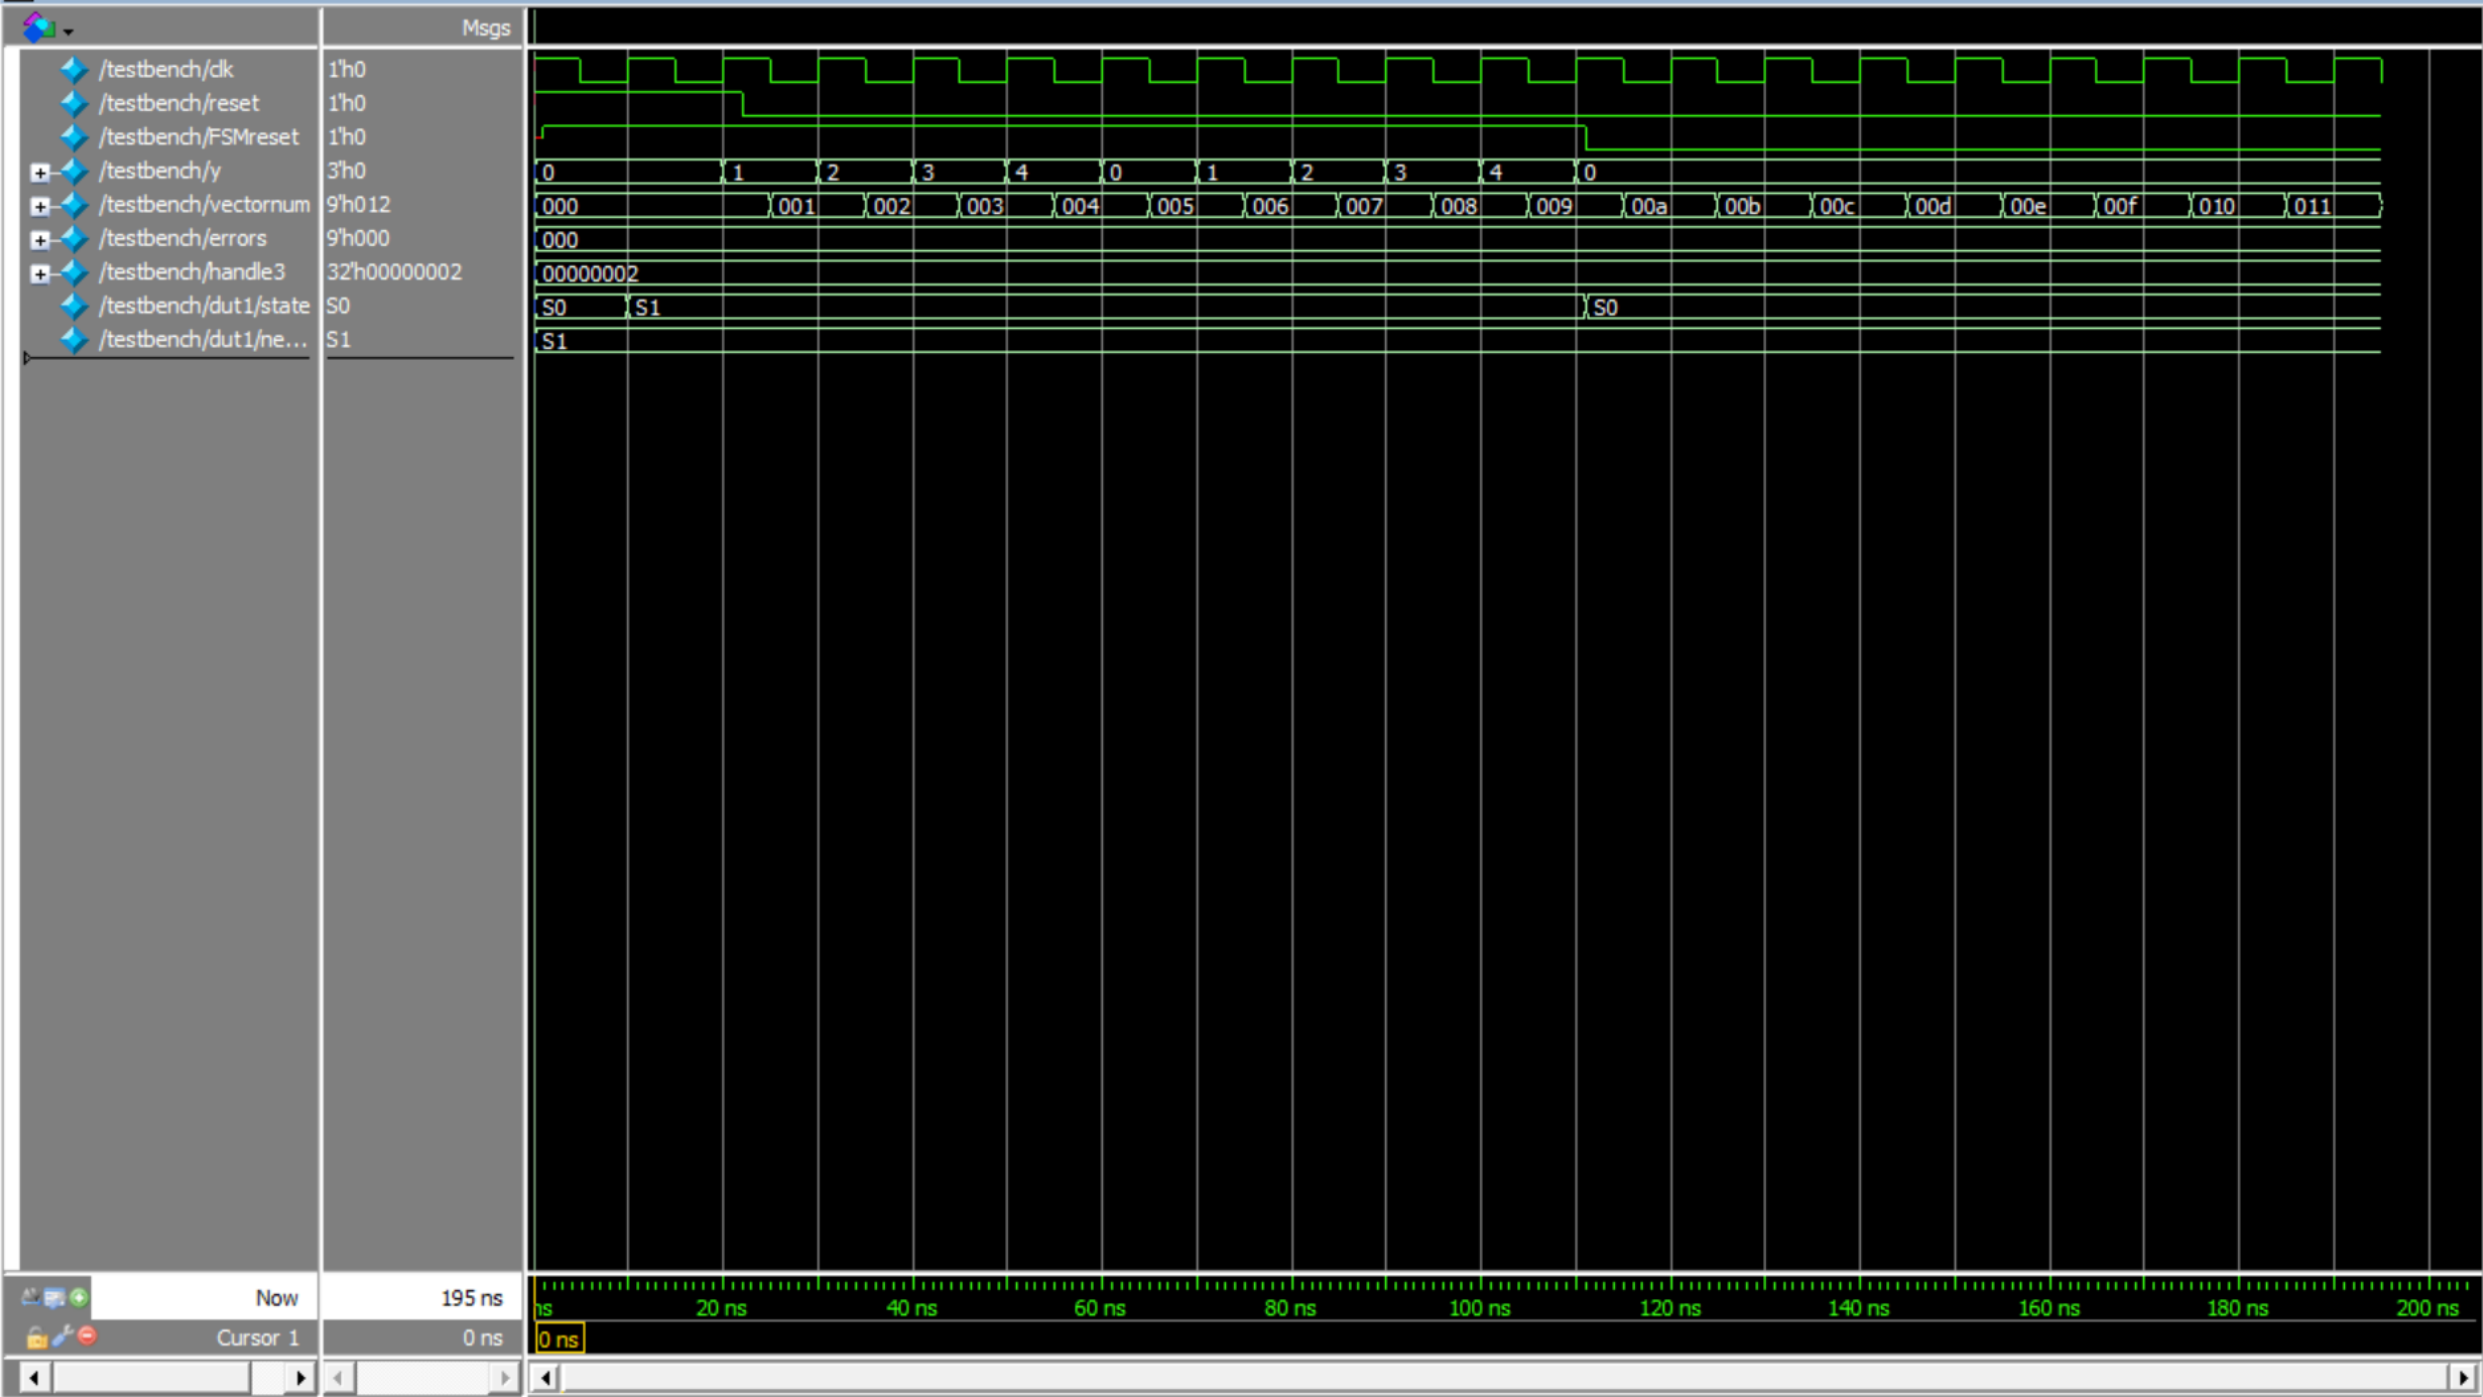 Msgs
/testbench/clk 1'h0
/testbench/reset 1'h0
/testbench/FSMreset 1'h0
/testbench/y 3'h0 0 1 2 3 4 0 1 2 3 4 0
/testbench/vectornum 9'h012 000 001 002 003 004 005 006 007 008 009 00a 00b 00c 00d 00e 00f 010 011
/testbench/errors 9'h000 000
/testbench/handle3 32'h00000002 00000002
/testbench/dut1/state S0 S0 S1 S0
/testbench/dut1/ne... S1 S1
Now 195 ns ns 20 ns 40 ns 60 ns 80 ns 100 ns 120 ns 140 ns 160 ns 180 ns 200 ns
Cursor 1 0 ns 0 ns